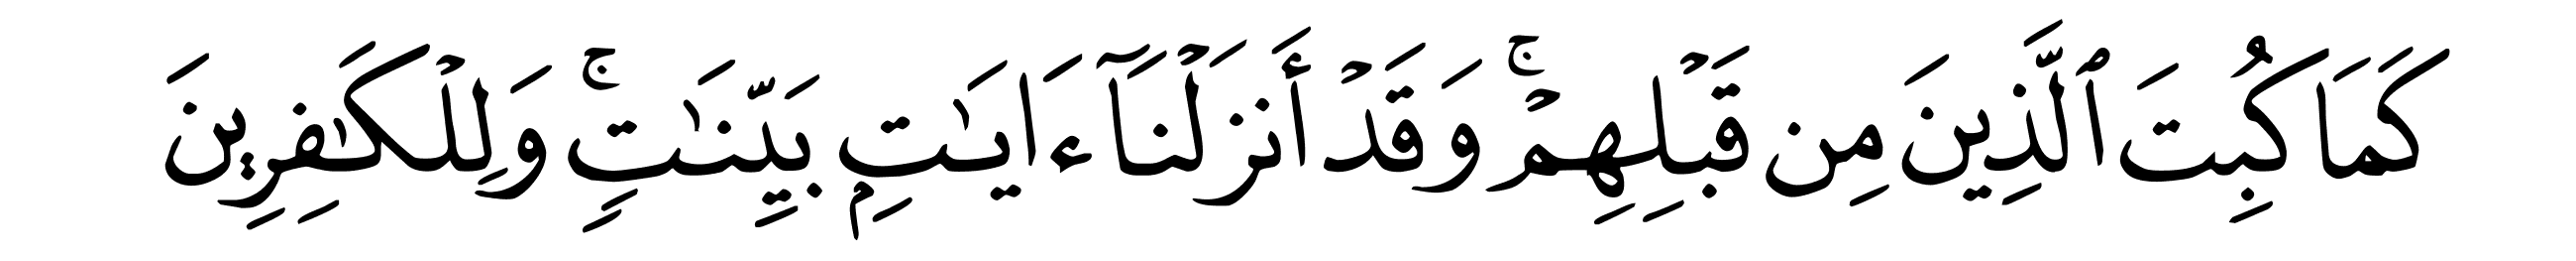 كَمَا كُبِتَ ٱلَّذِينَ مِن قَبْلِهِمْ ۚ وَقَدْ أَنزَلْنَآ ءَايَـٰتٍۭ بَيِّنَـٰتٍ ۚ وَلِلْكَـٰفِرِينَ